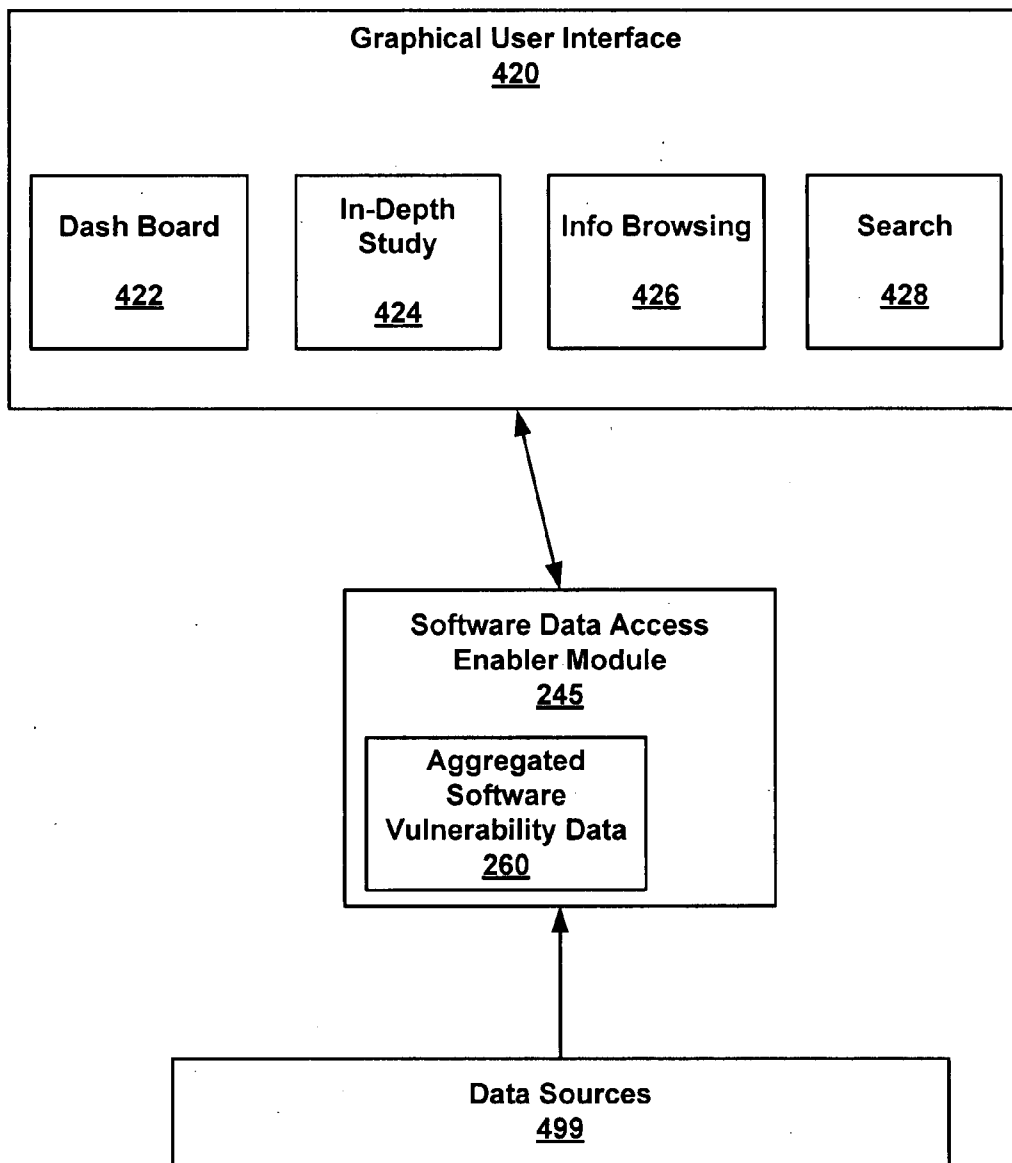 Graphical User Interface
420
Dash Board
422
In-Depth
Study
424
Info Browsing
426
Search
428
Software Data Access
Enabler Module
245
Aggregated
Software
Vulnerability Data
260
Data Sources
499